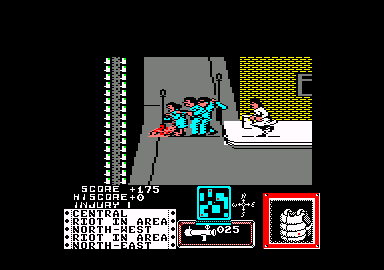 SCORE +175
HISCORE+0
INJURY 1
CENTRAL
RIOT IN AREA
NORTH-WEST
RIOT IN AREA
NORTH-EAST
N
W E
S
025